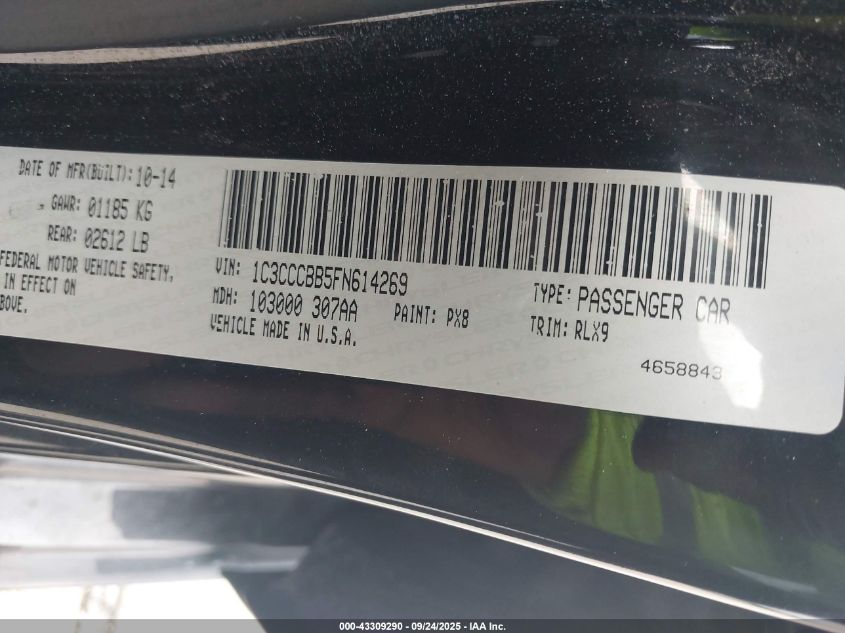 DATE OF MFR(BUILT): 10-14
GAWR: 01185 KG
REAR: 02612 LB
FEDERAL MOTOR VEHICLE SAFETY,
IN EFFECT ON
BOVE.
VIN: 1C3CCCBB5FN614269
MDH: 103000 307AA
PAINT: PX8
VEHICLE MADE IN U.S.A.
TYPE: PASSENGER CAR
TRIM: RLX9
4658843
000-43309290 - 09/24/2025 - IAA Inc.